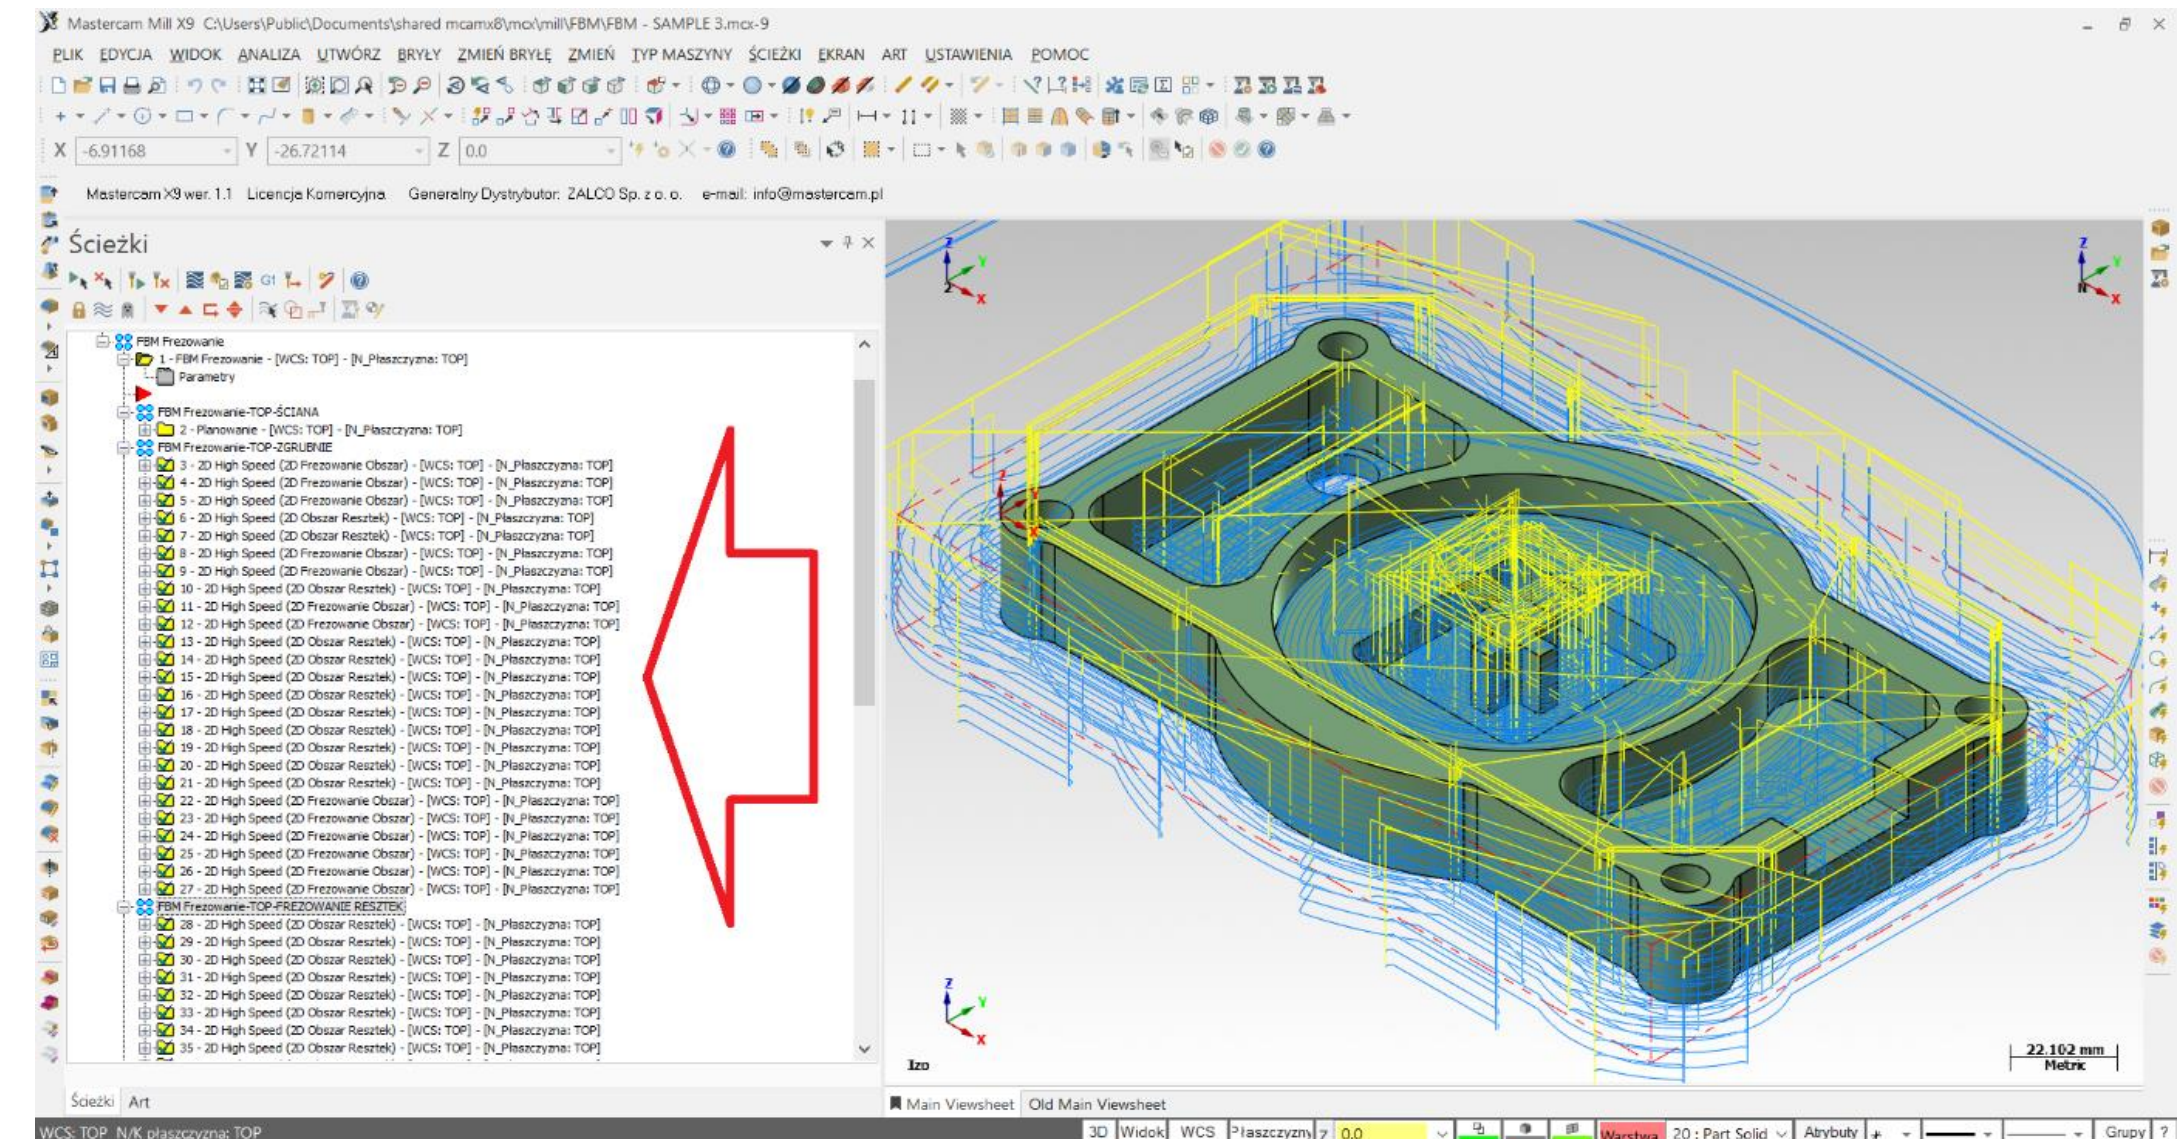 Mastercam Mill X9 C:\Users\Public\Documents\shared mcamx8\mcx\mill\FBM\FBM - SAMPLE 3.mcx-9
PLIK EDYCJA WIDOK ANALIZA UTWÓRZ BRYŁY ZMIEŃ BRYŁĘ ZMIEŃ TYP MASZYNY ŚCIEŻKI EKRAN ART USTAWIENIA POMOC
X -6.91168 Y -26.72114 Z 0.0
Mastercam X9 wer. 1.1 Licencja Komercyjna Generalny Dystrybutor: ZALCO Sp. z o. o. e-mail: info@mastercam.pl
Ścieżki
G1
FBM Frezowanie
1 - FBM Frezowanie - [WCS: TOP] - [N_Płaszczyzna: TOP]
Parametry
FBM Frezowanie-TOP-ŚCIANA
2 - Planowanie - [WCS: TOP] - [N_Płaszczyzna: TOP]
FBM Frezowanie-TOP-ZGRUBNIE
3 - 2D High Speed (2D Frezowanie Obszar) - [WCS: TOP] - [N_Płaszczyzna: TOP]
4 - 2D High Speed (2D Frezowanie Obszar) - [WCS: TOP] - [N_Płaszczyzna: TOP]
5 - 2D High Speed (2D Frezowanie Obszar) - [WCS: TOP] - [N_Płaszczyzna: TOP]
6 - 2D High Speed (2D Obszar Resztek) - [WCS: TOP] - [N_Płaszczyzna: TOP]
7 - 2D High Speed (2D Obszar Resztek) - [WCS: TOP] - [N_Płaszczyzna: TOP]
8 - 2D High Speed (2D Frezowanie Obszar) - [WCS: TOP] - [N_Płaszczyzna: TOP]
9 - 2D High Speed (2D Frezowanie Obszar) - [WCS: TOP] - [N_Płaszczyzna: TOP]
10 - 2D High Speed (2D Obszar Resztek) - [WCS: TOP] - [N_Płaszczyzna: TOP]
11 - 2D High Speed (2D Frezowanie Obszar) - [WCS: TOP] - [N_Płaszczyzna: TOP]
12 - 2D High Speed (2D Frezowanie Obszar) - [WCS: TOP] - [N_Płaszczyzna: TOP]
13 - 2D High Speed (2D Obszar Resztek) - [WCS: TOP] - [N_Płaszczyzna: TOP]
14 - 2D High Speed (2D Obszar Resztek) - [WCS: TOP] - [N_Płaszczyzna: TOP]
15 - 2D High Speed (2D Obszar Resztek) - [WCS: TOP] - [N_Płaszczyzna: TOP]
16 - 2D High Speed (2D Obszar Resztek) - [WCS: TOP] - [N_Płaszczyzna: TOP]
17 - 2D High Speed (2D Obszar Resztek) - [WCS: TOP] - [N_Płaszczyzna: TOP]
18 - 2D High Speed (2D Obszar Resztek) - [WCS: TOP] - [N_Płaszczyzna: TOP]
19 - 2D High Speed (2D Obszar Resztek) - [WCS: TOP] - [N_Płaszczyzna: TOP]
20 - 2D High Speed (2D Obszar Resztek) - [WCS: TOP] - [N_Płaszczyzna: TOP]
21 - 2D High Speed (2D Obszar Resztek) - [WCS: TOP] - [N_Płaszczyzna: TOP]
22 - 2D High Speed (2D Frezowanie Obszar) - [WCS: TOP] - [N_Płaszczyzna: TOP]
23 - 2D High Speed (2D Frezowanie Obszar) - [WCS: TOP] - [N_Płaszczyzna: TOP]
24 - 2D High Speed (2D Frezowanie Obszar) - [WCS: TOP] - [N_Płaszczyzna: TOP]
25 - 2D High Speed (2D Frezowanie Obszar) - [WCS: TOP] - [N_Płaszczyzna: TOP]
26 - 2D High Speed (2D Frezowanie Obszar) - [WCS: TOP] - [N_Płaszczyzna: TOP]
27 - 2D High Speed (2D Frezowanie Obszar) - [WCS: TOP] - [N_Płaszczyzna: TOP]
FBM Frezowanie-TOP-FREZOWANIE RESZTEK
28 - 2D High Speed (2D Obszar Resztek) - [WCS: TOP] - [N_Płaszczyzna: TOP]
29 - 2D High Speed (2D Obszar Resztek) - [WCS: TOP] - [N_Płaszczyzna: TOP]
30 - 2D High Speed (2D Obszar Resztek) - [WCS: TOP] - [N_Płaszczyzna: TOP]
31 - 2D High Speed (2D Obszar Resztek) - [WCS: TOP] - [N_Płaszczyzna: TOP]
32 - 2D High Speed (2D Obszar Resztek) - [WCS: TOP] - [N_Płaszczyzna: TOP]
33 - 2D High Speed (2D Obszar Resztek) - [WCS: TOP] - [N_Płaszczyzna: TOP]
34 - 2D High Speed (2D Obszar Resztek) - [WCS: TOP] - [N_Płaszczyzna: TOP]
35 - 2D High Speed (2D Obszar Resztek) - [WCS: TOP] - [N_Płaszczyzna: TOP]
Ścieżki Art
Z Y X
Z Y X
Z Y X
Izo
22.102 mm
Metric
Main Viewsheet Old Main Viewsheet
WCS: TOP N/K płaszczyzna: TOP
3D Widok WCS Płaszczyzny Z 0.0 Warstwa 20 : Part Solid Atrybuty Grupy ?